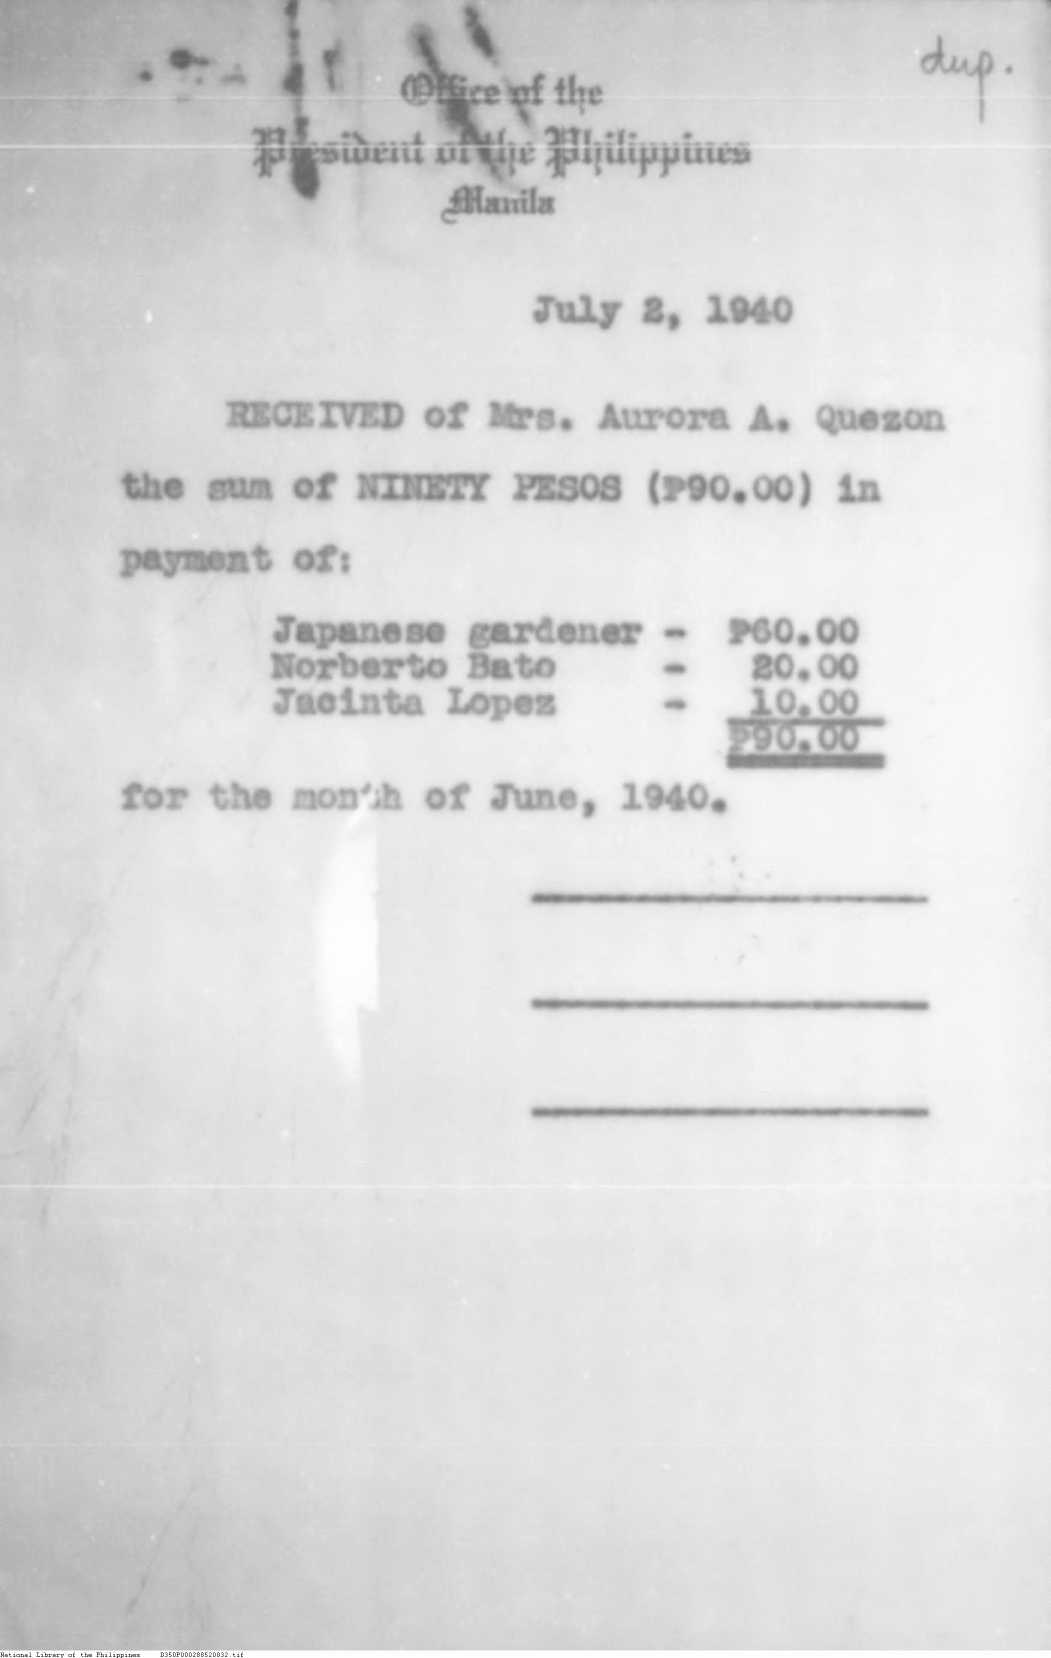 dup.
Office of the
President of the Philippines
Manila
July 2, 1940
RECEIVED of Mrs. Aurora A. Quezon
the sum of NINETY PESOS (₱90.00) in
payment of:
Japanese gardener - ₱60.00
Norberto Bato - 20.00
Jacinta Lopez - 10.00
₱90.00
for the month of June, 1940.
National Library of the Philippines B350P000288520832.tif